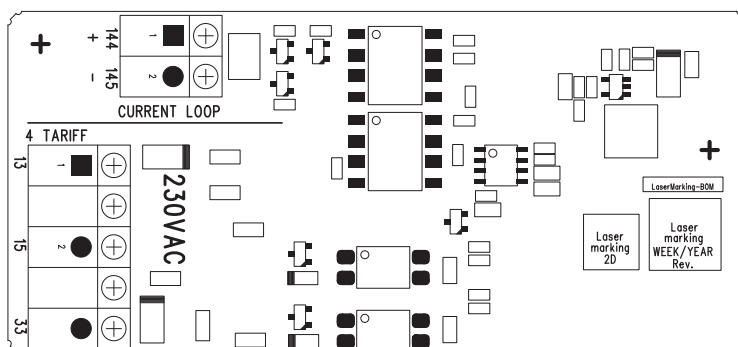 + 144 1
- 145 2
CURRENT LOOP
4 TARIFF
13 1
15 2
33
230VAC
LaserMarking-BOM
Laser
marking
2D
Laser
marking
WEEK/YEAR
Rev.